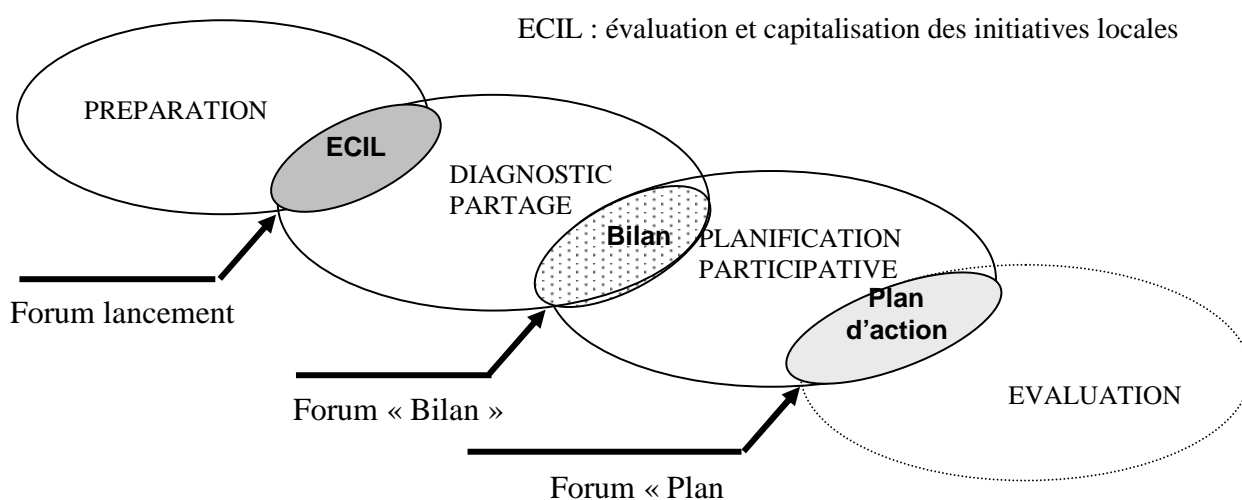 ECIL : évaluation et capitalisation des initiatives locales
PREPARATION
ECIL
DIAGNOSTIC
PARTAGE
Bilan
PLANIFICATION
PARTICIPATIVE
Plan
d’action
EVALUATION
Forum lancement
Forum « Bilan »
Forum « Plan